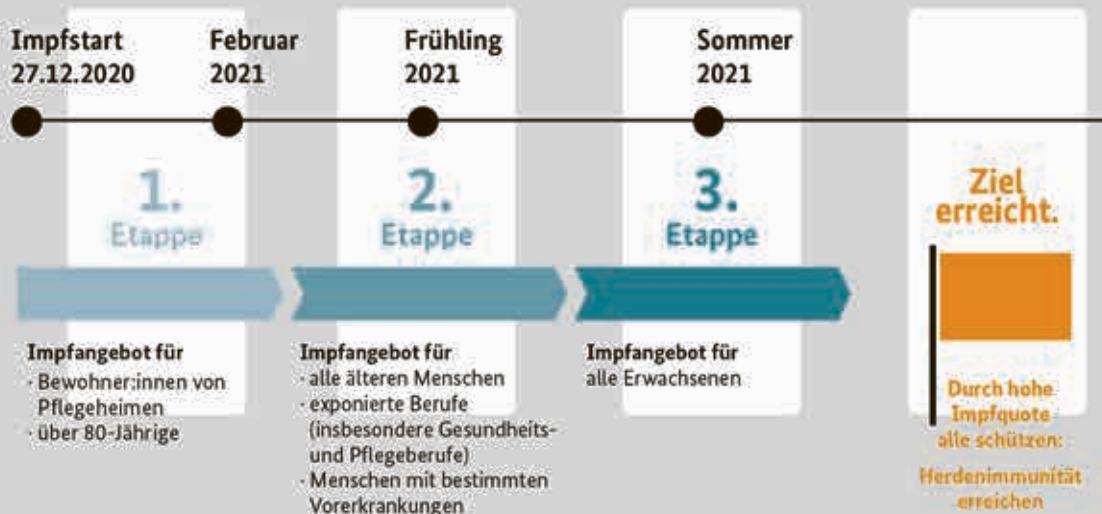 Impfstart
27.12.2020
Februar
2021
Frühling
2021
Sommer
2021
1.
Etappe
2.
Etappe
3.
Etappe
Ziel
erreicht.
Impfangebot für
· Bewohner:innen von
Pflegeheimen
· über 80-Jährige
Impfangebot für
· alle älteren Menschen
· exponierte Berufe
(insbesondere Gesundheits-
und Pflegeberufe)
· Menschen mit bestimmten
Vorerkrankungen
Impfangebot für
alle Erwachsenen
Durch hohe
Impfquote
alle schützen:
Herdenimmunität
erreichen